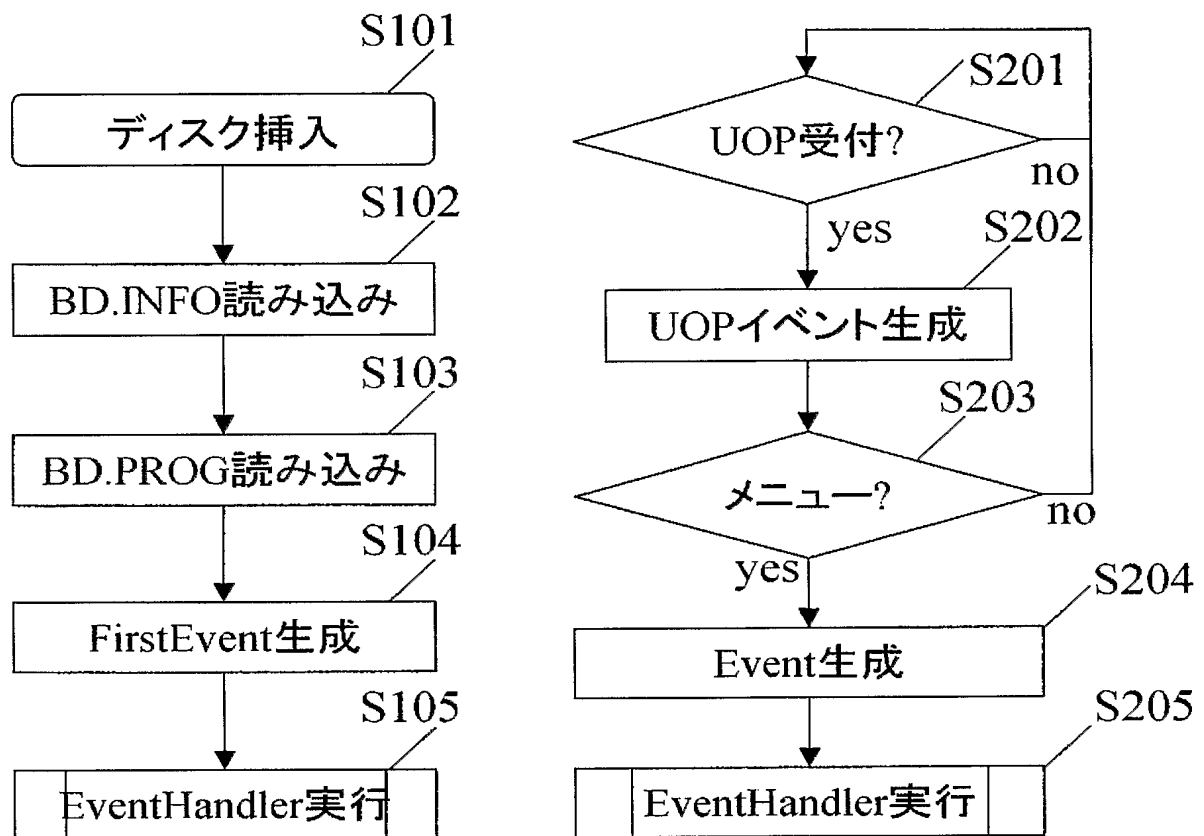 S101
ディスク挿入
S102
BD.INFO読み込み
S103
BD.PROG読み込み
S104
FirstEvent生成
S105
EventHandler実行
S201
UOP受付?
no
yes
S202
UOPイベント生成
S203
メニュー?
no
yes
S204
Event生成
S205
EventHandler実行